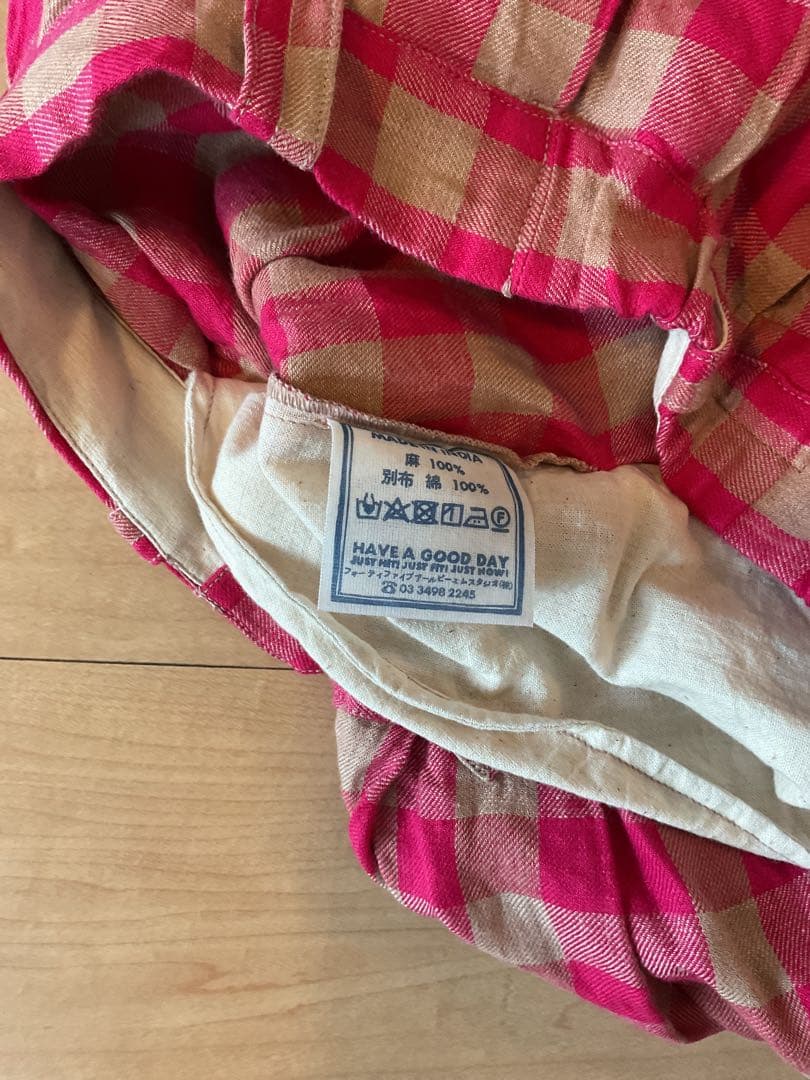 MADE IN INDIA
麻 100%
別布 綿 100%
F
HAVE A GOOD DAY
JUST HIT! JUST FIT! JUST NOW!
フォーティファイブアールピーエムスタジオ(株)
☎ 03 3498 2245